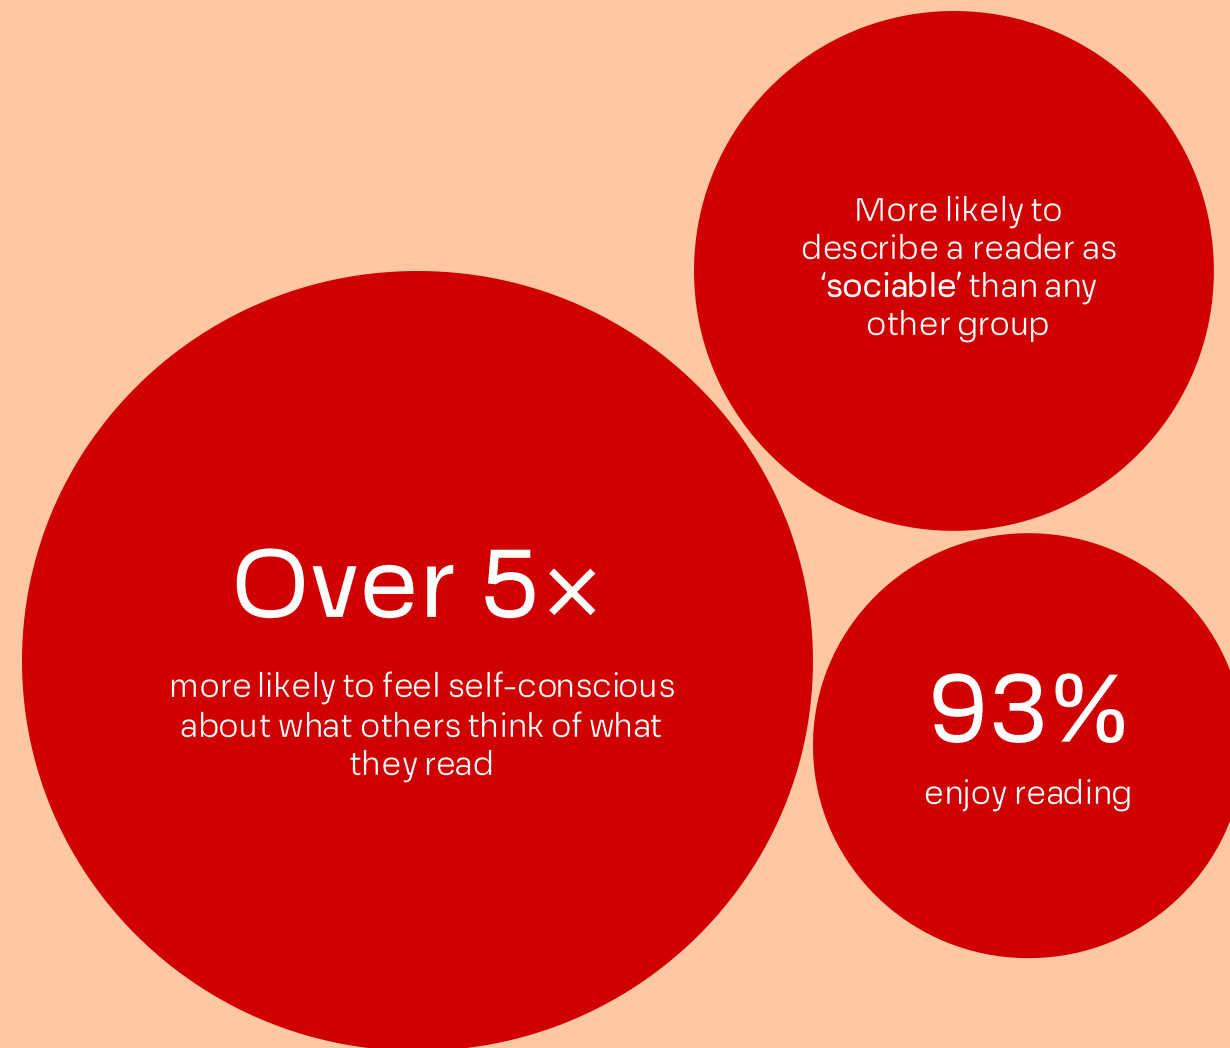 More likely to
describe a reader as
‘sociable’ than any
other group
Over 5×
more likely to feel self-conscious
about what others think of what
they read
93%
enjoy reading